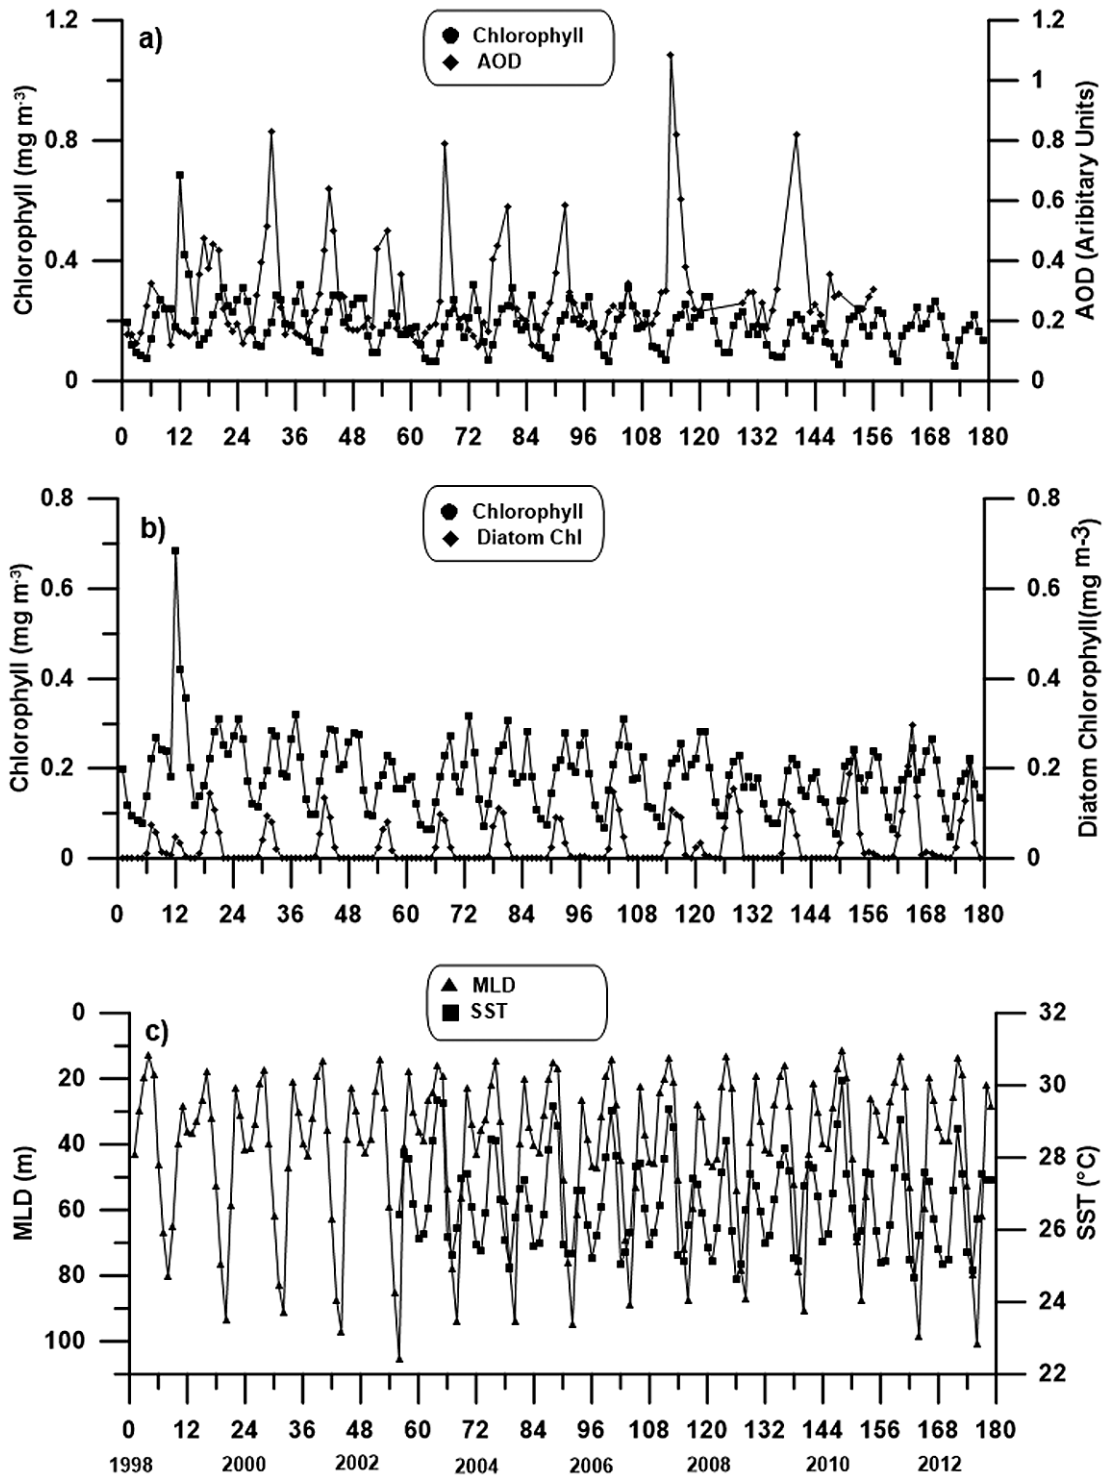 a)
Chlorophyll
AOD
Chlorophyll (mg m-3)
1.2
0.8
0.4
0
AOD (Aribitary Units)
1.2
1
0.8
0.6
0.4
0.2
0
0 12 24 36 48 60 72 84 96 108 120 132 144 156 168 180
b)
Chlorophyll
Diatom Chl
Chlorophyll (mg m-3)
0.8
0.6
0.4
0.2
0
Diatom Chlorophyll(mg m-3)
0.8
0.6
0.4
0.2
0
0 12 24 36 48 60 72 84 96 108 120 132 144 156 168 180
c)
MLD
SST
MLD (m)
0
20
40
60
80
100
SST (°C)
32
30
28
26
24
22
0 12 24 36 48 60 72 84 96 108 120 132 144 156 168 180
1998 2000 2002 2004 2006 2008 2010 2012